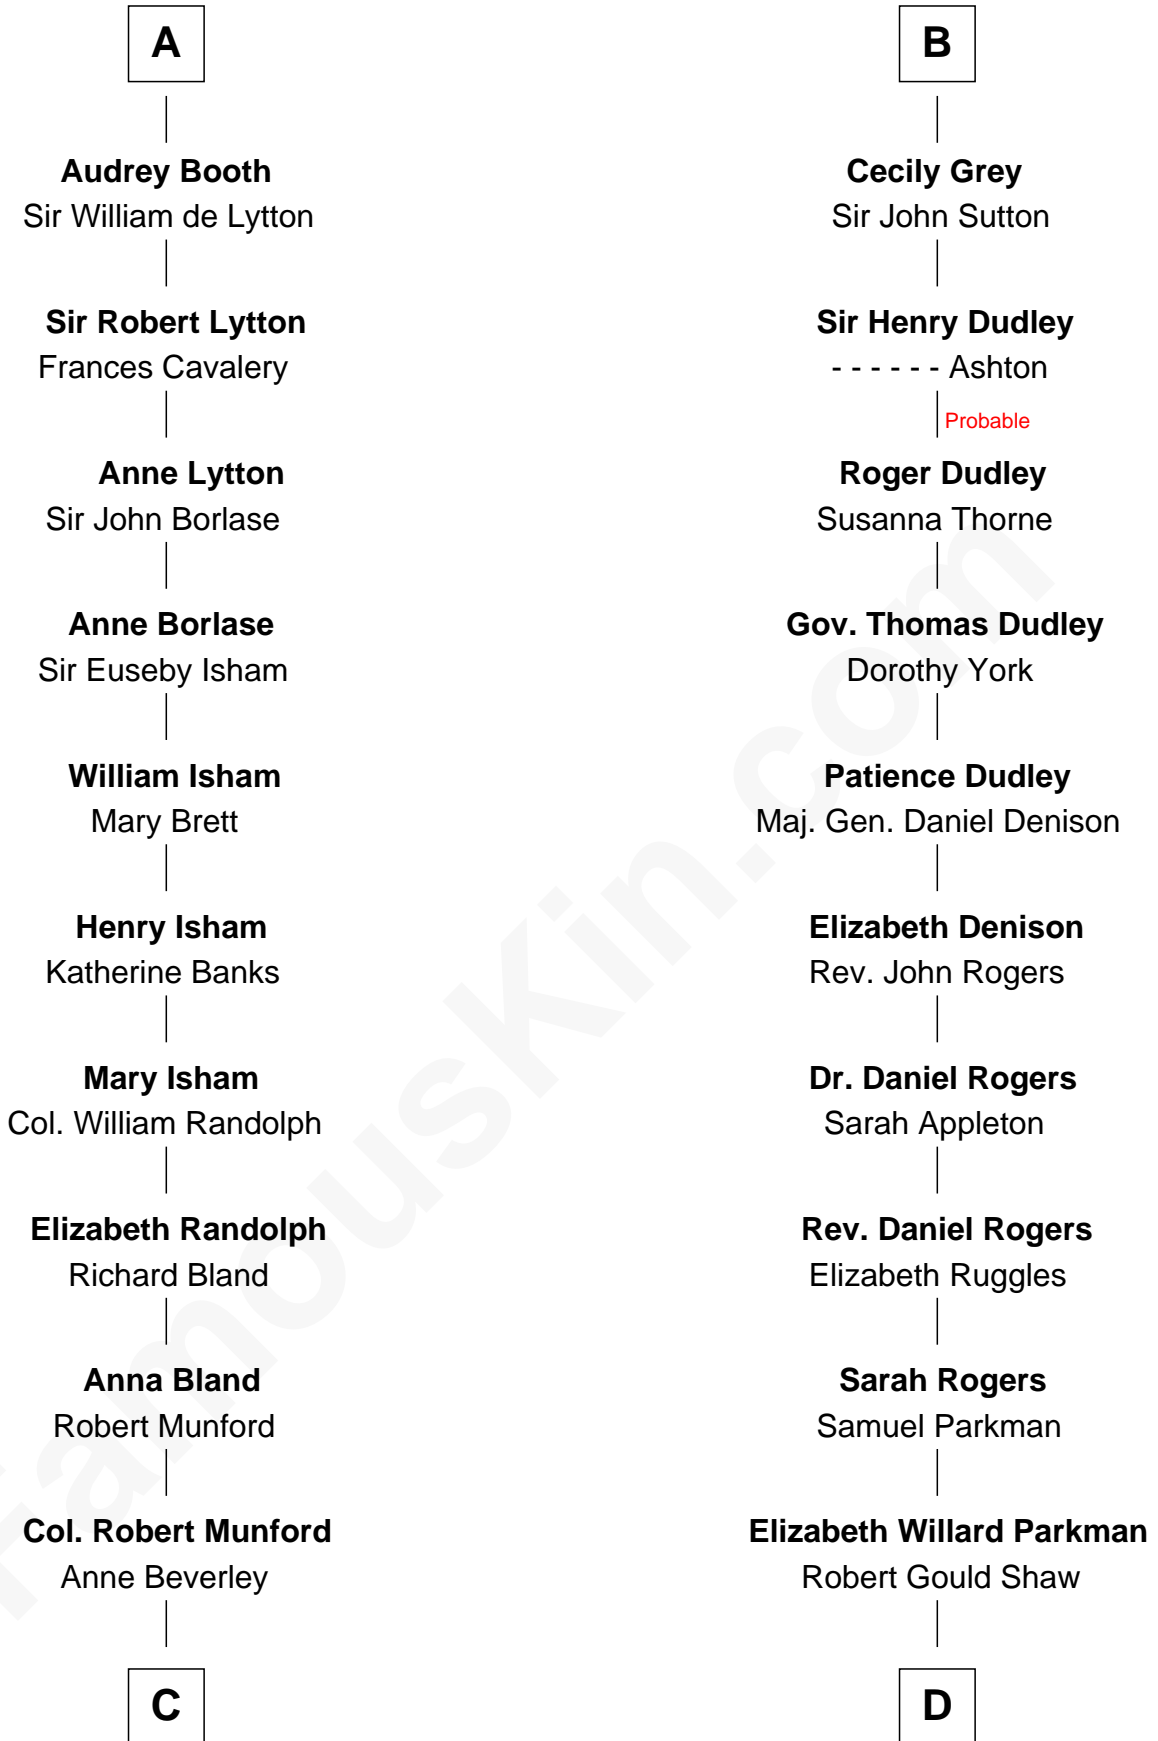 A
Audrey Booth
Sir William de Lytton
Sir Robert Lytton
Frances Cavalery
Anne Lytton
Sir John Borlase
Anne Borlase
Sir Euseby Isham
William Isham
Mary Brett
Henry Isham
Katherine Banks
Mary Isham
Col. William Randolph
Elizabeth Randolph
Richard Bland
Anna Bland
Robert Munford
Col. Robert Munford
Anne Beverley
C
B
Cecily Grey
Sir John Sutton
Sir Henry Dudley
- - - - - - Ashton
Probable
Roger Dudley
Susanna Thorne
Gov. Thomas Dudley
Dorothy York
Patience Dudley
Maj. Gen. Daniel Denison
Elizabeth Denison
Rev. John Rogers
Dr. Daniel Rogers
Sarah Appleton
Rev. Daniel Rogers
Elizabeth Ruggles
Sarah Rogers
Samuel Parkman
Elizabeth Willard Parkman
Robert Gould Shaw
D
FamousKin.com